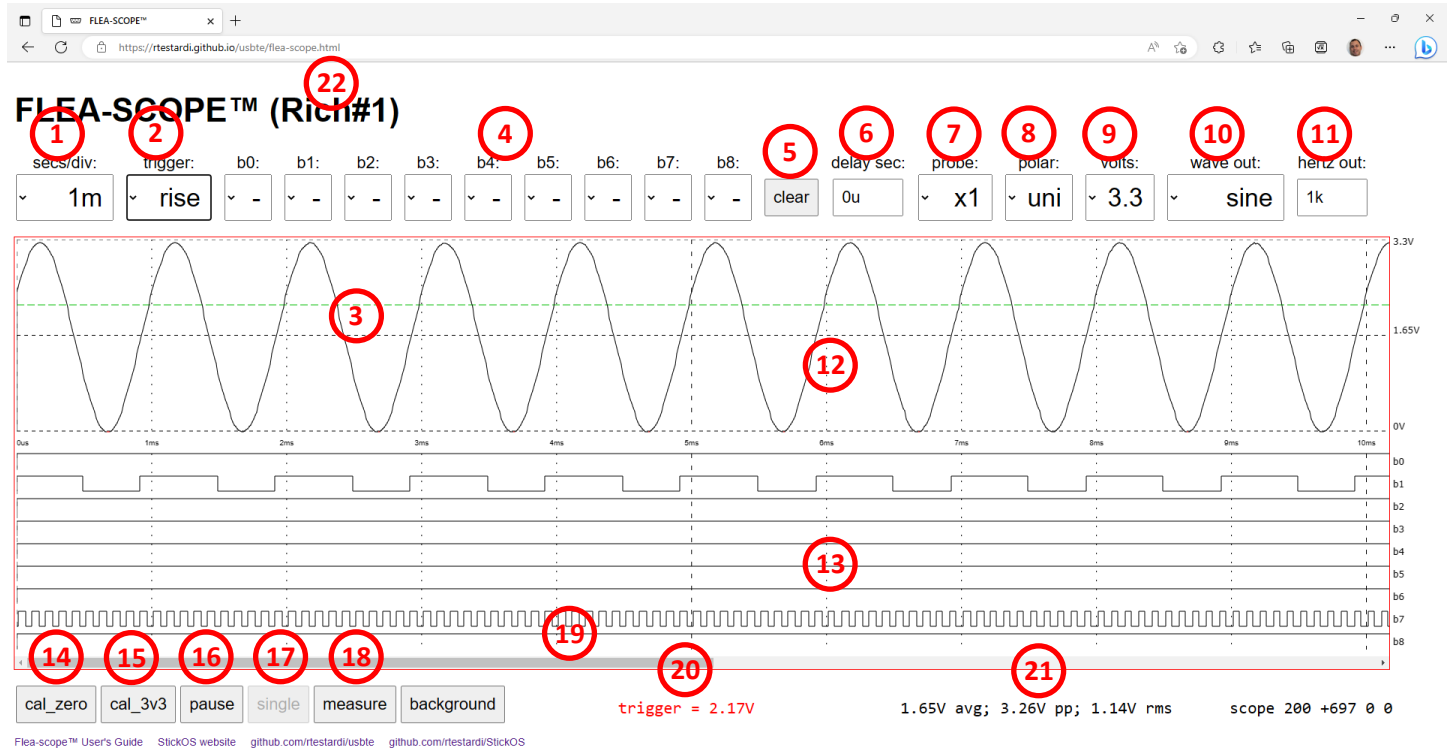 FLEA-SCOPE™
https://rtestardi.github.io/usbte/flea-scope.html
22
FLEA-SCOPE™ (Rich#1)
1 2 4 5 6 7 8 9 10 11
secs/div: trigger: b0: b1: b2: b3: b4: b5: b6: b7: b8: delay sec: probe: polar: volts: wave out: hertz out:
1m rise - - - - - - - - - clear 0u x1 uni 3.3 sine 1k
3.3V
3
1.65V
12
0V
0us 1ms 2ms 3ms 4ms 5ms 6ms 7ms 8ms 9ms 10ms
b0
b1
b2
b3
b4
13
b5
b6
b7
19
b8
14 15 16 17 18 20 21
cal_zero cal_3v3 pause single measure background trigger = 2.17V 1.65V avg; 3.26V pp; 1.14V rms scope 200 +697 0 0
Flea-scope™ User's Guide StickOS website github.com/rtestardi/usbte github.com/rtestardi/StickOS